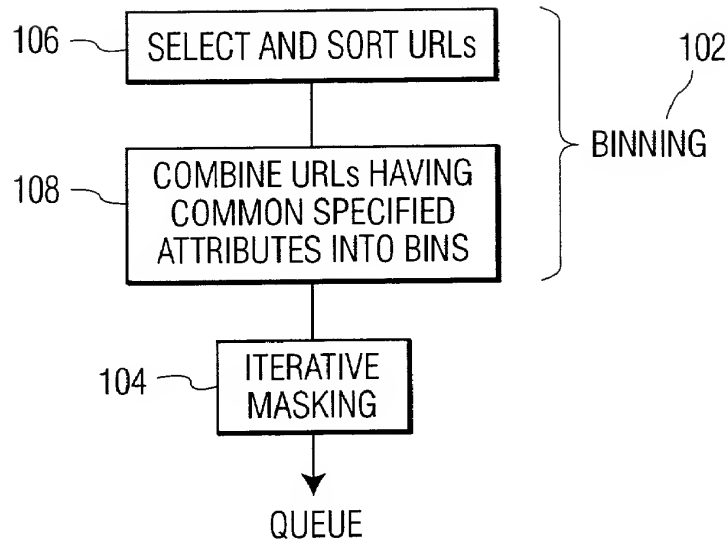 106
SELECT AND SORT URLs
102
BINNING
108
COMBINE URLs HAVING
COMMON SPECIFIED
ATTRIBUTES INTO BINS
104
ITERATIVE
MASKING
QUEUE